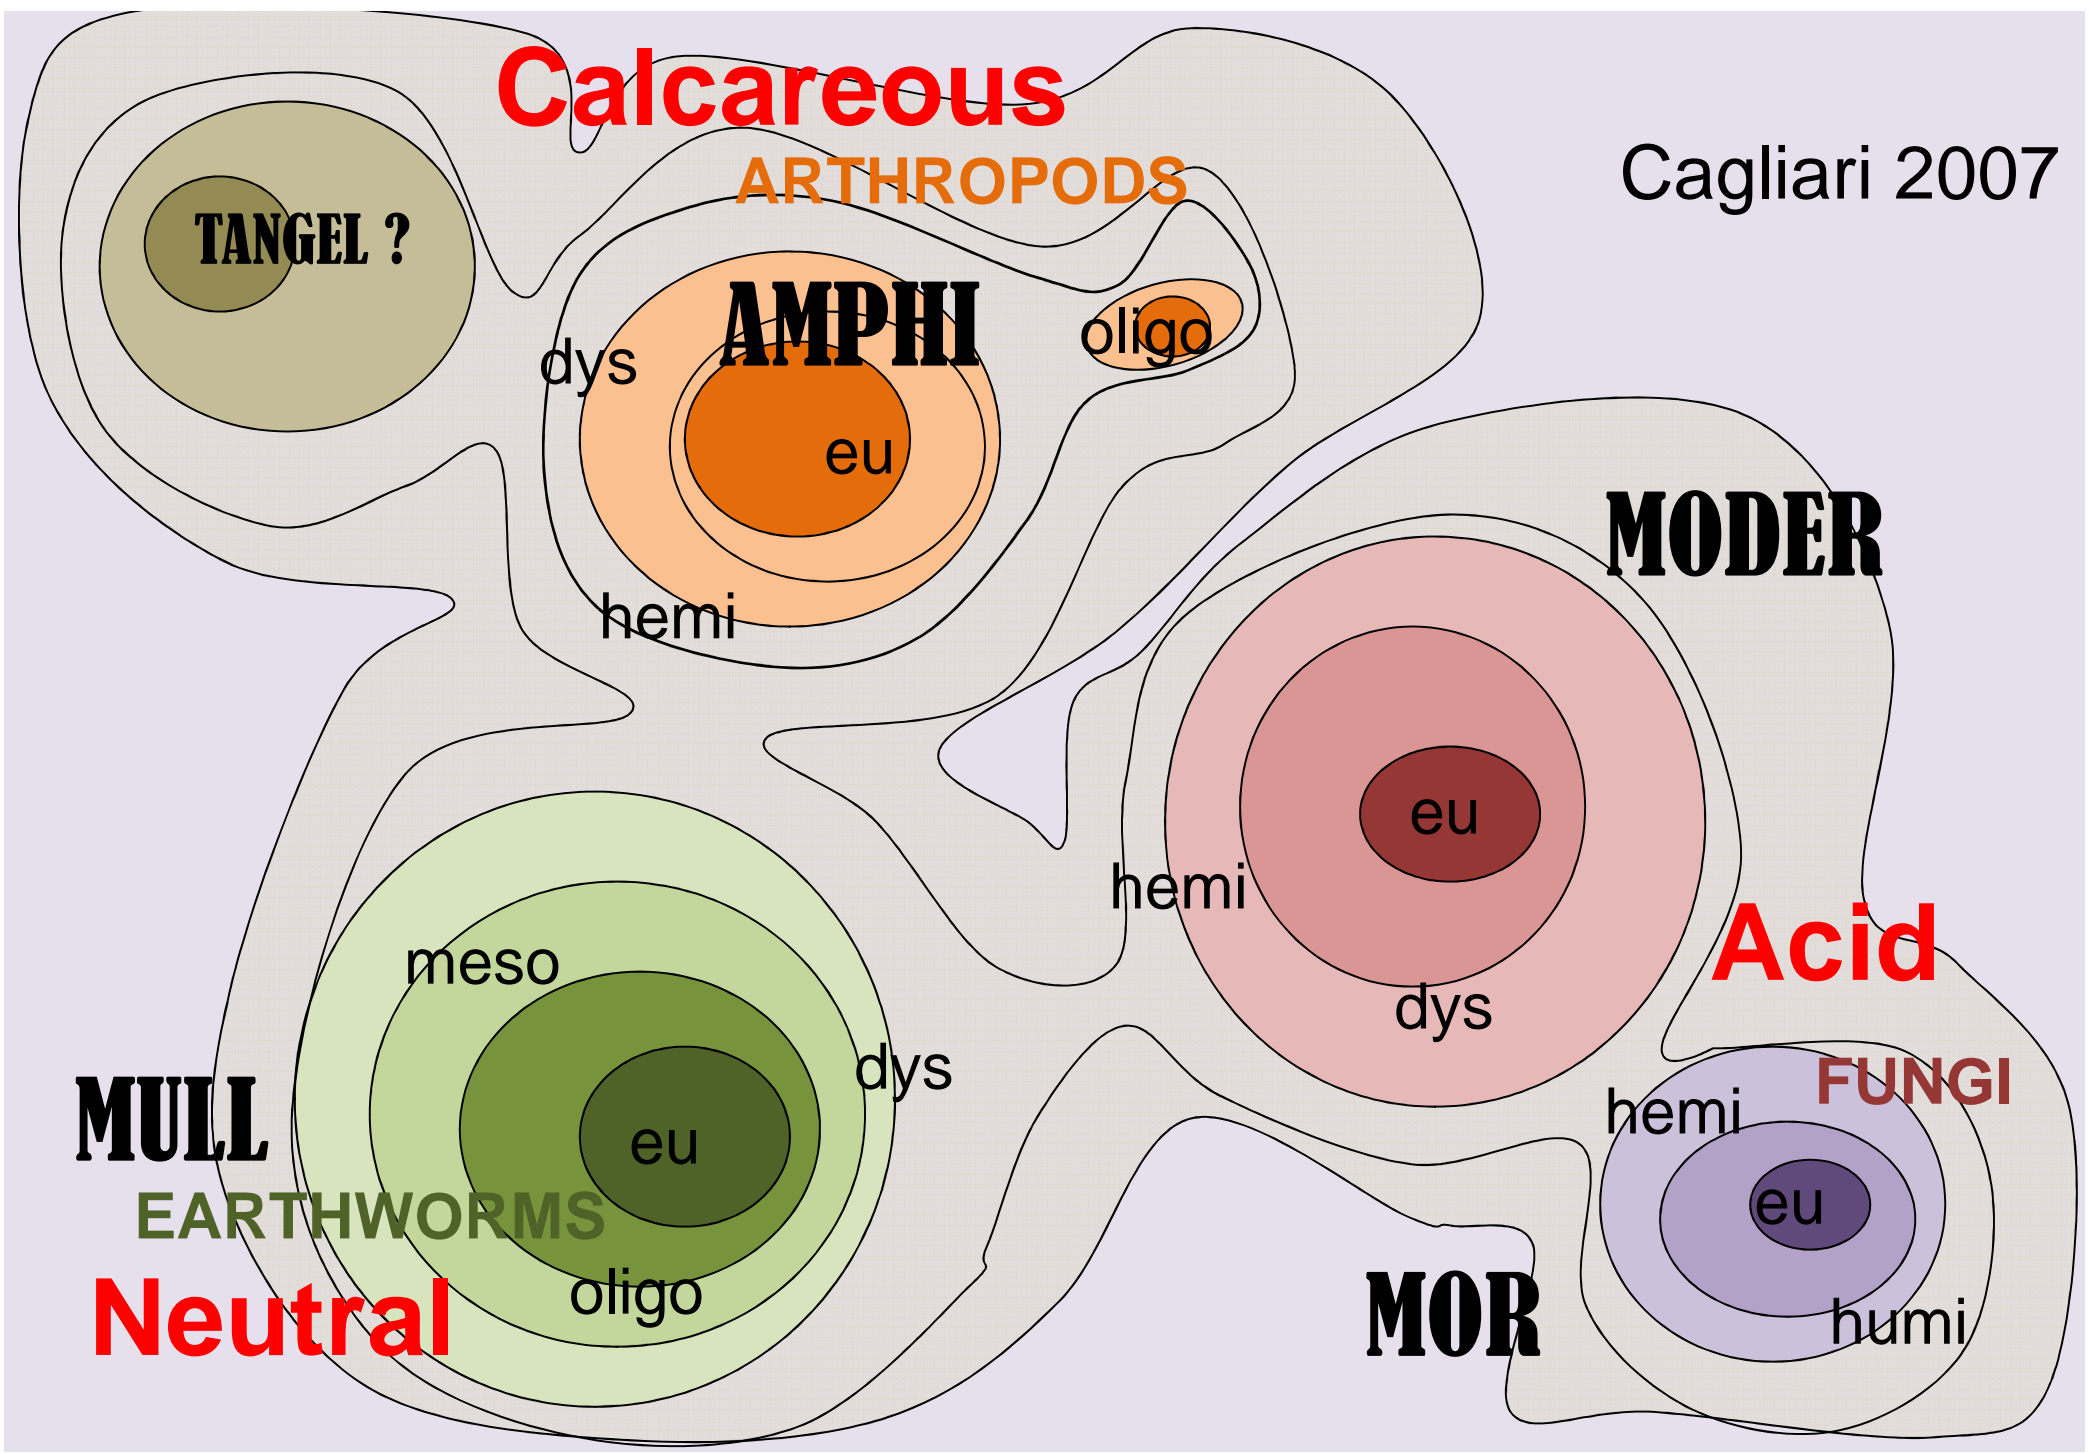 Calcareous
ARTHROPODS
Cagliari 2007
TANGEL ?
AMPHI
oligo
dys
eu
hemi
MODER
eu
hemi
dys
Acid
FUNGI
meso
dys
MULL
eu
EARTHWORMS
oligo
Neutral
hemi
eu
MOR
humi